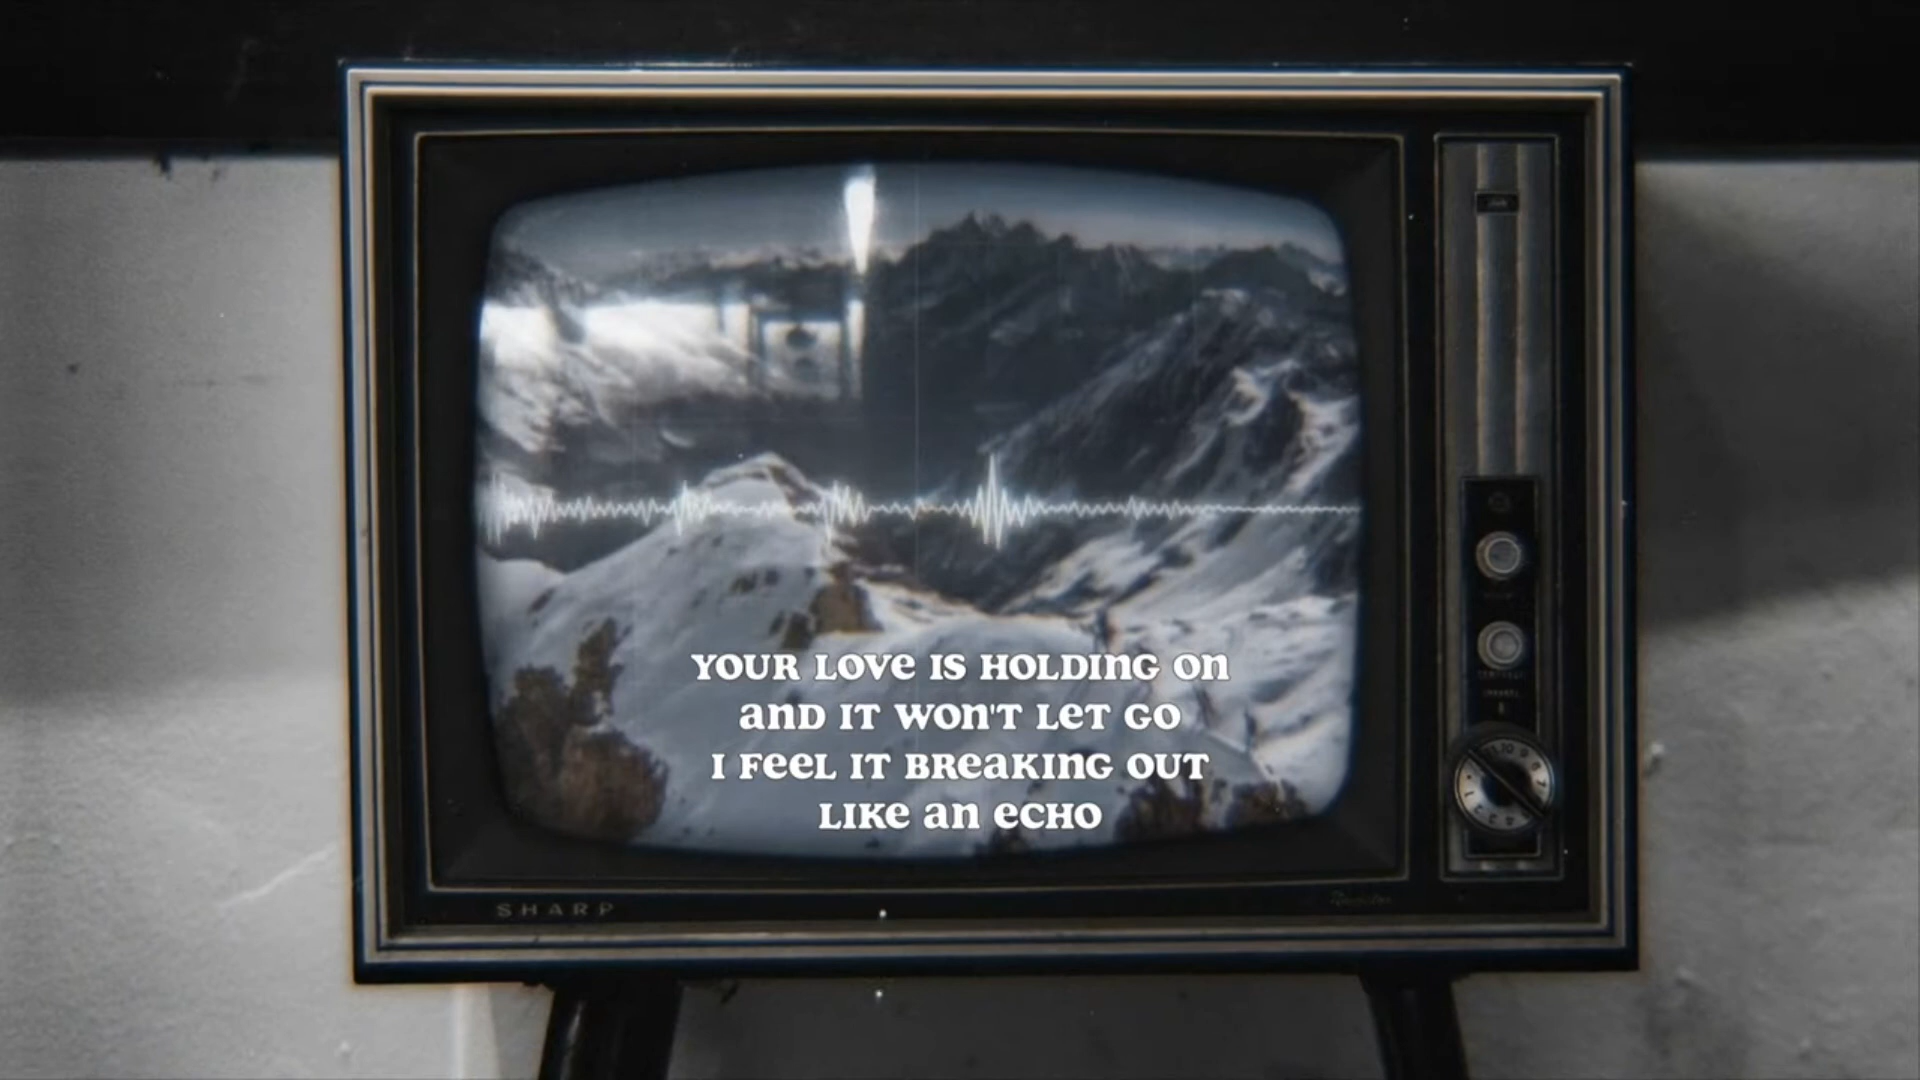 YOUR LOVE IS HOLDING ON
AND IT WON'T LET GO
I FEEL IT BREAKING OUT
LIKE AN ECHO
SHARP